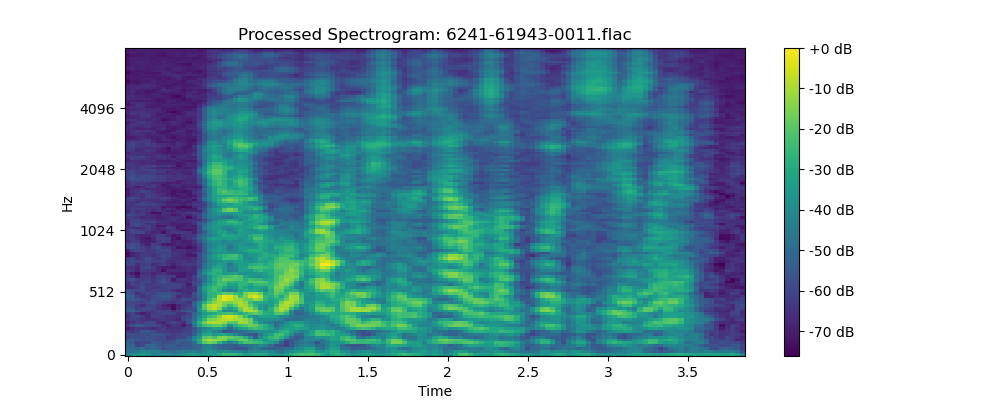 Processed Spectrogram: 6241-61943-0011.flac
Hz
4096
2048
1024
512
0
0
0.5
1
1.5
2
2.5
3
3.5
Time
+0 dB
-10 dB
-20 dB
-30 dB
-40 dB
-50 dB
-60 dB
-70 dB